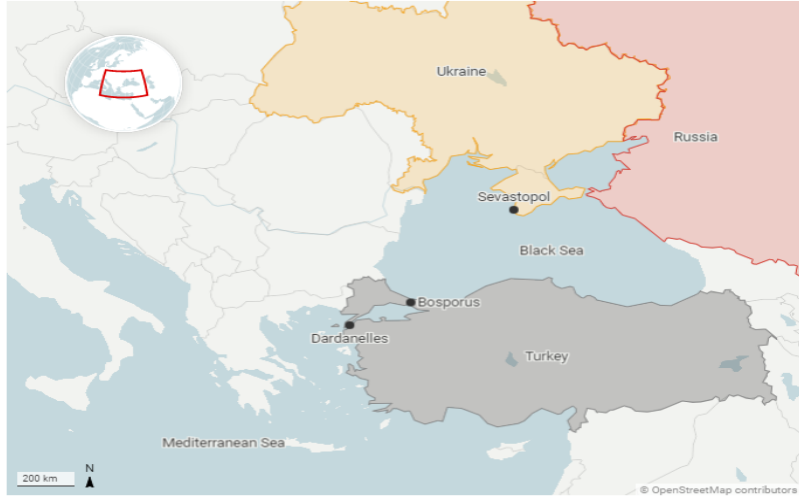 Ukraine
Russia
Sevastopol
Black Sea
Bosporus
Dardanelles
Turkey
Mediterranean Sea
200 km
N
© OpenStreetMap contributors